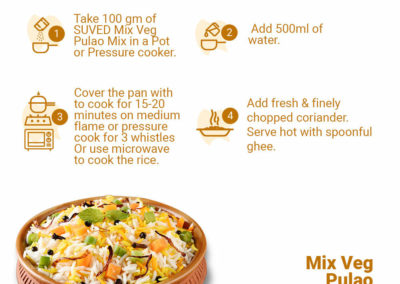 1
Take 100 gm of
SUVED Mix Veg
Pulao Mix in a Pot
or Pressure cooker.
2
Add 500ml of
water.
3
Cover the pan with
to cook for 15-20
minutes on medium
flame or pressure
cook for 3 whistles
Or use microwave
to cook the rice.
4
Add fresh & finely
chopped coriander.
Serve hot with spoonful
ghee.
Mix Veg
Pulao